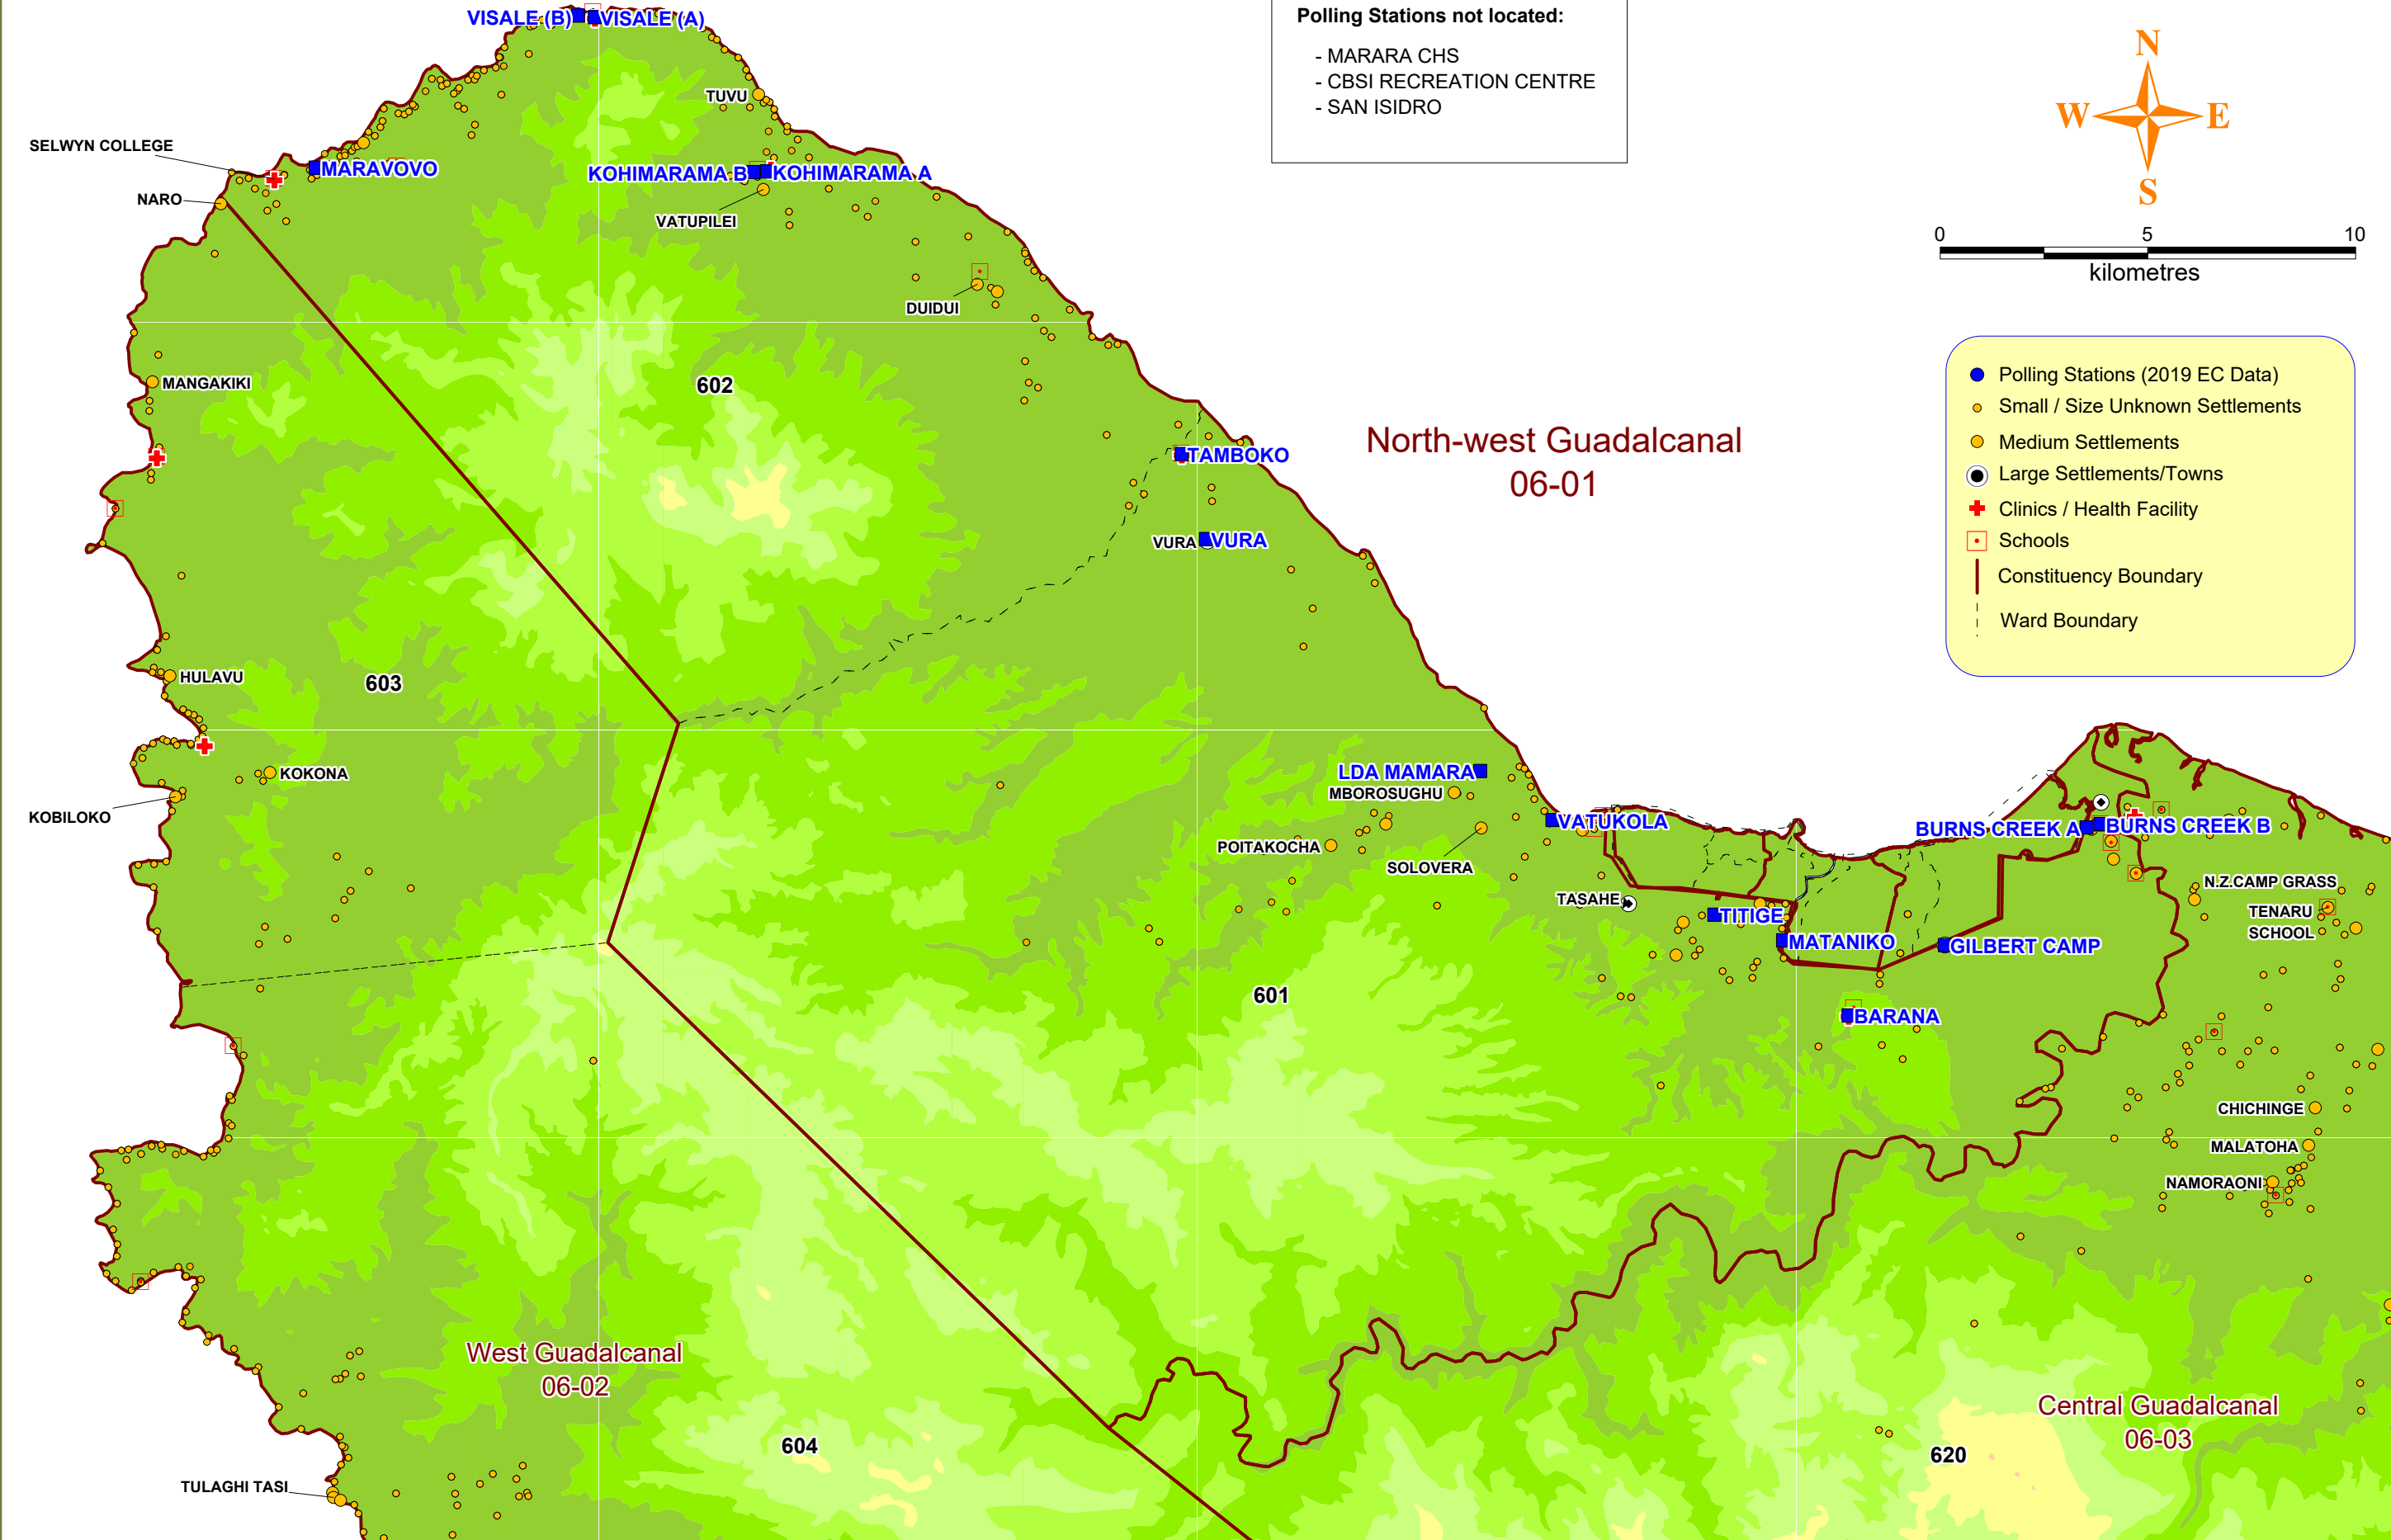 Polling Stations not located:
- MARARA CHS
- CBSI RECREATION CENTRE
- SAN ISIDRO
N
W E
S
0 5 10
kilometres
Polling Stations (2019 EC Data)
Small / Size Unknown Settlements
Medium Settlements
Large Settlements/Towns
Clinics / Health Facility
Schools
Constituency Boundary
Ward Boundary
VISALE (B)
VISALE (A)
TUVU
SELWYN COLLEGE
MARAVOVO
KOHIMARAMA B
KOHIMARAMA A
NARO
VATUPILEI
DUIDUI
MANGAKIKI
602
North-west Guadalcanal
06-01
TAMBOKO
VURA
VURA
HULAVU
603
KOKONA
KOBILOKO
LDA MAMARA
MBOROSUGHU
VATUKOLA
POITAKOCHA
SOLOVERA
BURNS CREEK A
BURNS CREEK B
N.Z.CAMP GRASS
TASAHE
TITIGE
TENARU
SCHOOL
MATANIKO
GILBERT CAMP
601
BARANA
CHICHINGE
MALATOHA
NAMORAONI
West Guadalcanal
06-02
Central Guadalcanal
06-03
604
620
TULAGHI TASI